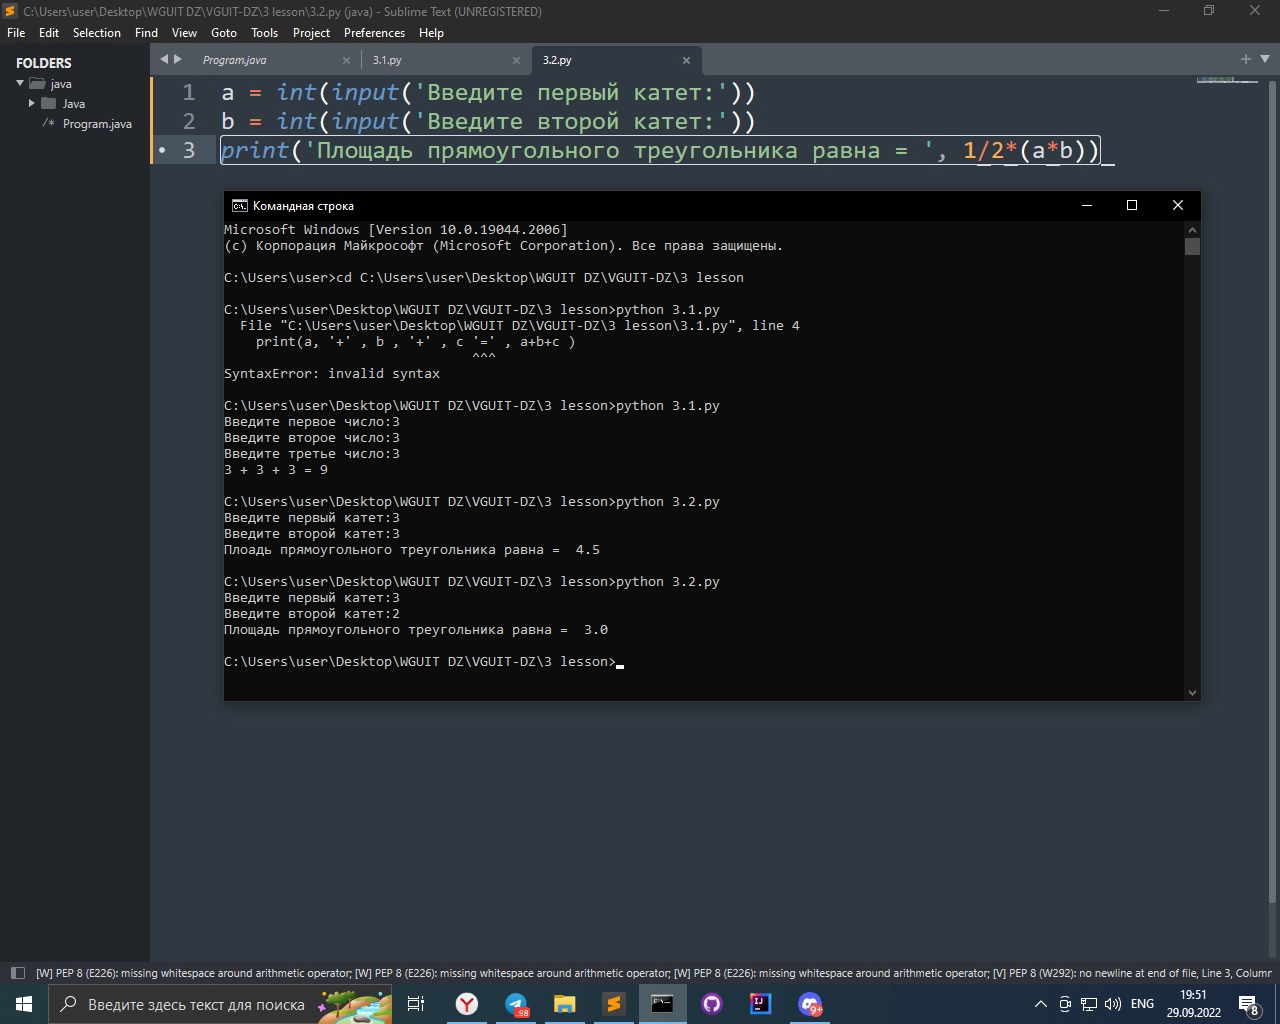 C:\Users\user\Desktop\WGUIT DZ\VGUIT-DZ\3 lesson\3.2.py (java) - Sublime Text (UNREGISTERED)
File Edit Selection Find View Goto Tools Project Preferences Help
FOLDERS
java
Java
/* Program.java
Program.java
3.1.py
3.2.py
1 a = int(input('Введите первый катет:'))
2 b = int(input('Введите второй катет:'))
3 print('Площадь прямоугольного треугольника равна = ', 1/2*(a*b))
Командная строка
Microsoft Windows [Version 10.0.19044.2006]
(c) Корпорация Майкрософт (Microsoft Corporation). Все права защищены.
C:\Users\user>cd C:\Users\user\Desktop\WGUIT DZ\VGUIT-DZ\3 lesson
C:\Users\user\Desktop\WGUIT DZ\VGUIT-DZ\3 lesson>python 3.1.py
File "C:\Users\user\Desktop\WGUIT DZ\VGUIT-DZ\3 lesson\3.1.py", line 4
print(a, '+' , b , '+' , c '=' , a+b+c )
^^^
SyntaxError: invalid syntax
C:\Users\user\Desktop\WGUIT DZ\VGUIT-DZ\3 lesson>python 3.1.py
Введите первое число:3
Введите второе число:3
Введите третье число:3
3 + 3 + 3 = 9
C:\Users\user\Desktop\WGUIT DZ\VGUIT-DZ\3 lesson>python 3.2.py
Введите первый катет:3
Введите второй катет:3
Плоадь прямоугольного треугольника равна =  4.5
C:\Users\user\Desktop\WGUIT DZ\VGUIT-DZ\3 lesson>python 3.2.py
Введите первый катет:3
Введите второй катет:2
Площадь прямоугольного треугольника равна =  3.0
C:\Users\user\Desktop\WGUIT DZ\VGUIT-DZ\3 lesson>
[W] PEP 8 (E226): missing whitespace around arithmetic operator; [W] PEP 8 (E226): missing whitespace around arithmetic operator; [W] PEP 8 (E226): missing whitespace around arithmetic operator; [V] PEP 8 (W292): no newline at end of file, Line 3, Column
Введите здесь текст для поиска
98
9+
ENG
19:51
29.09.2022
8